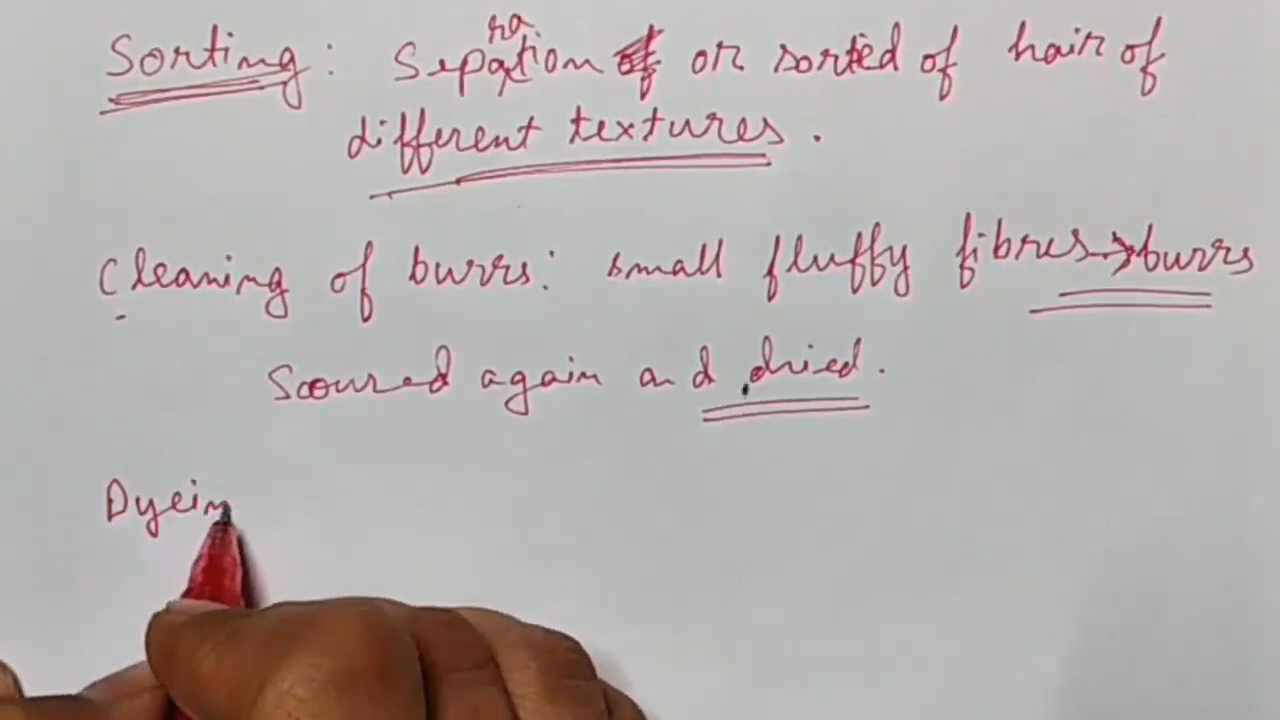 Sorting : Separation or sorted of hair of
different textures.
Cleaning of burrs: small fluffy fibres → burrs
Scoured again and dried.
Dyein